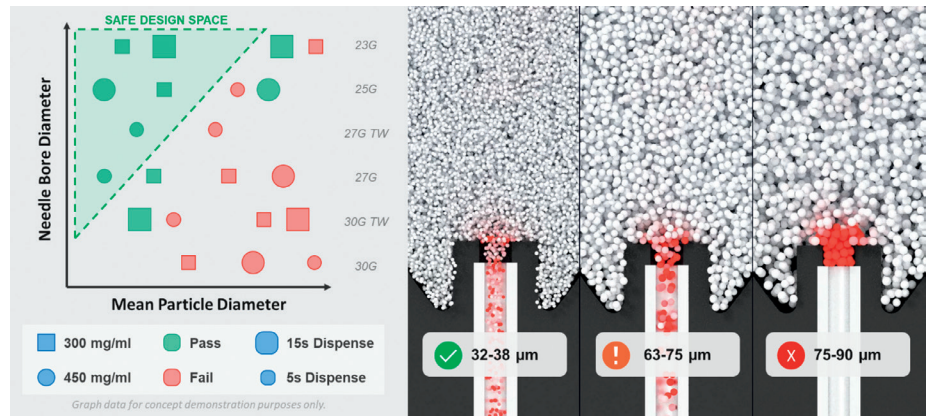 SAFE DESIGN SPACE
Needle Bore Diameter
23G
25G
27G TW
27G
30G TW
30G
Mean Particle Diameter
300 mg/ml
Pass
15s Dispense
450 mg/ml
Fail
5s Dispense
Graph data for concept demonstration purposes only.
32-38 μm
! 63-75 μm
X 75-90 μm